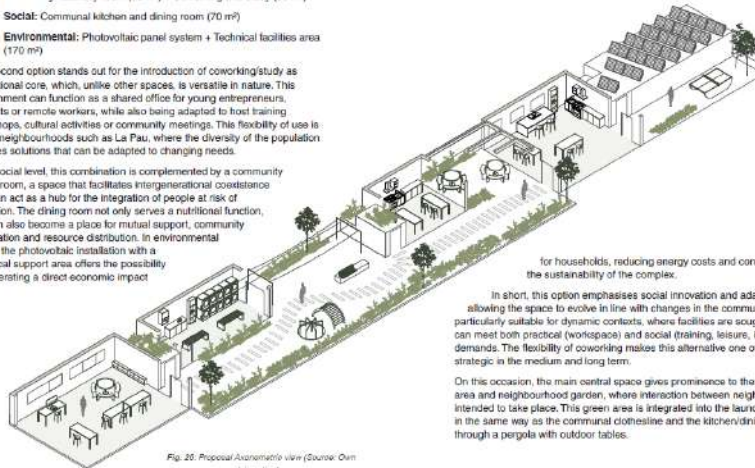 Social: Communal kitchen and dining room (70 m²)
Environmental: Photovoltaic panel system + Technical facilities area
(170 m²)
cond option stands out for the introduction of coworking/study as
ional core, which, unlike other spaces, is versatile in nature. This
nment can function as a shared office for young entrepreneurs,
ts or remote workers, while also being adapted to host training
hops, cultural activities or community meetings. This flexibility of use is
neighbourhoods such as La Pau, where the diversity of the population
es solutions that can be adapted to changing needs.
social level, this combination is complemented by a community
room, a space that facilitates intergenerational coexistence
n act as a hub for the integration of people at risk of
ion. The dining room not only serves a nutritional function,
n also become a place for mutual support, community
ation and resource distribution. In environmental
the photovoltaic installation with a
cal support area offers the possibility
erating a direct economic impact
for households, reducing energy costs and con
the sustainability of the complex.
In short, this option emphasises social innovation and ada
allowing the space to evolve in line with changes in the commu
particularly suitable for dynamic contexts, where facilities are soug
can meet both practical (workspace) and social (training, leisure, i
demands. The flexibility of coworking makes this alternative one o
strategic in the medium and long term.
On this occasion, the main central space gives prominence to the
area and neighbourhood garden, where interaction between neigh
intended to take place. This green area is integrated into the laun
in the same way as the communal clothesline and the kitchen/dini
through a pergola with outdoor tables.
Fig. 26: Proposal Axonometric view (Source: Own